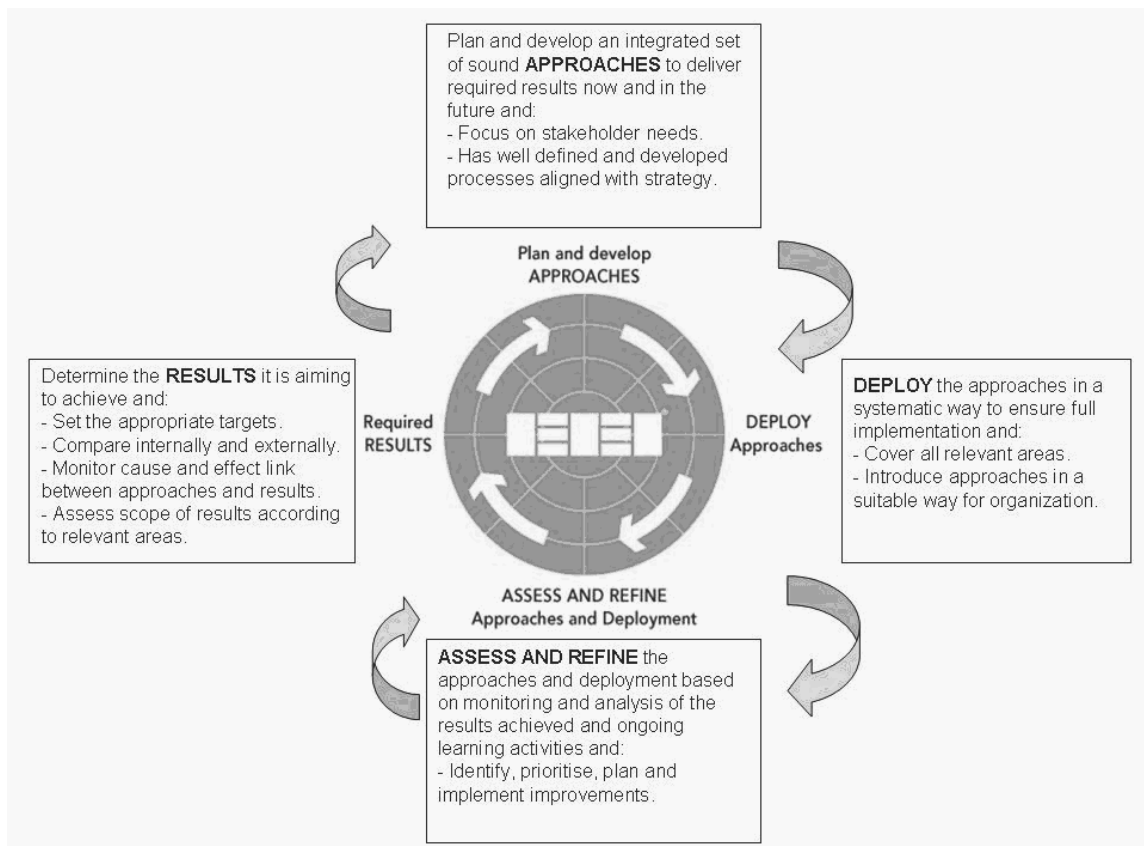 Plan and develop an integrated set
of sound APPROACHES to deliver
required results now and in the
future and:
- Focus on stakeholder needs.
- Has well defined and developed
processes aligned with strategy.
Plan and develop
APPROACHES
Determine the RESULTS it is aiming
to achieve and:
- Set the appropriate targets.
- Compare internally and externally.
- Monitor cause and effect link
between approaches and results.
- Assess scope of results according
to relevant areas.
Required
RESULTS
DEPLOY
Approaches
DEPLOY the approaches in a
systematic way to ensure full
implementation and:
- Cover all relevant areas.
- Introduce approaches in a
suitable way for organization.
ASSESS AND REFINE
Approaches and Deployment
ASSESS AND REFINE the
approaches and deployment based
on monitoring and analysis of the
results achieved and ongoing
learning activities and:
- Identify, prioritise, plan and
implement improvements.